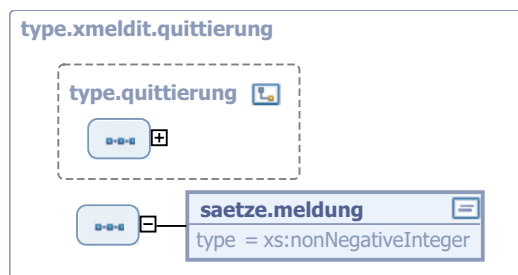 type.xmeldit.quittierung
type.quittierung
saetze.meldung
type = xs:nonNegativeInteger